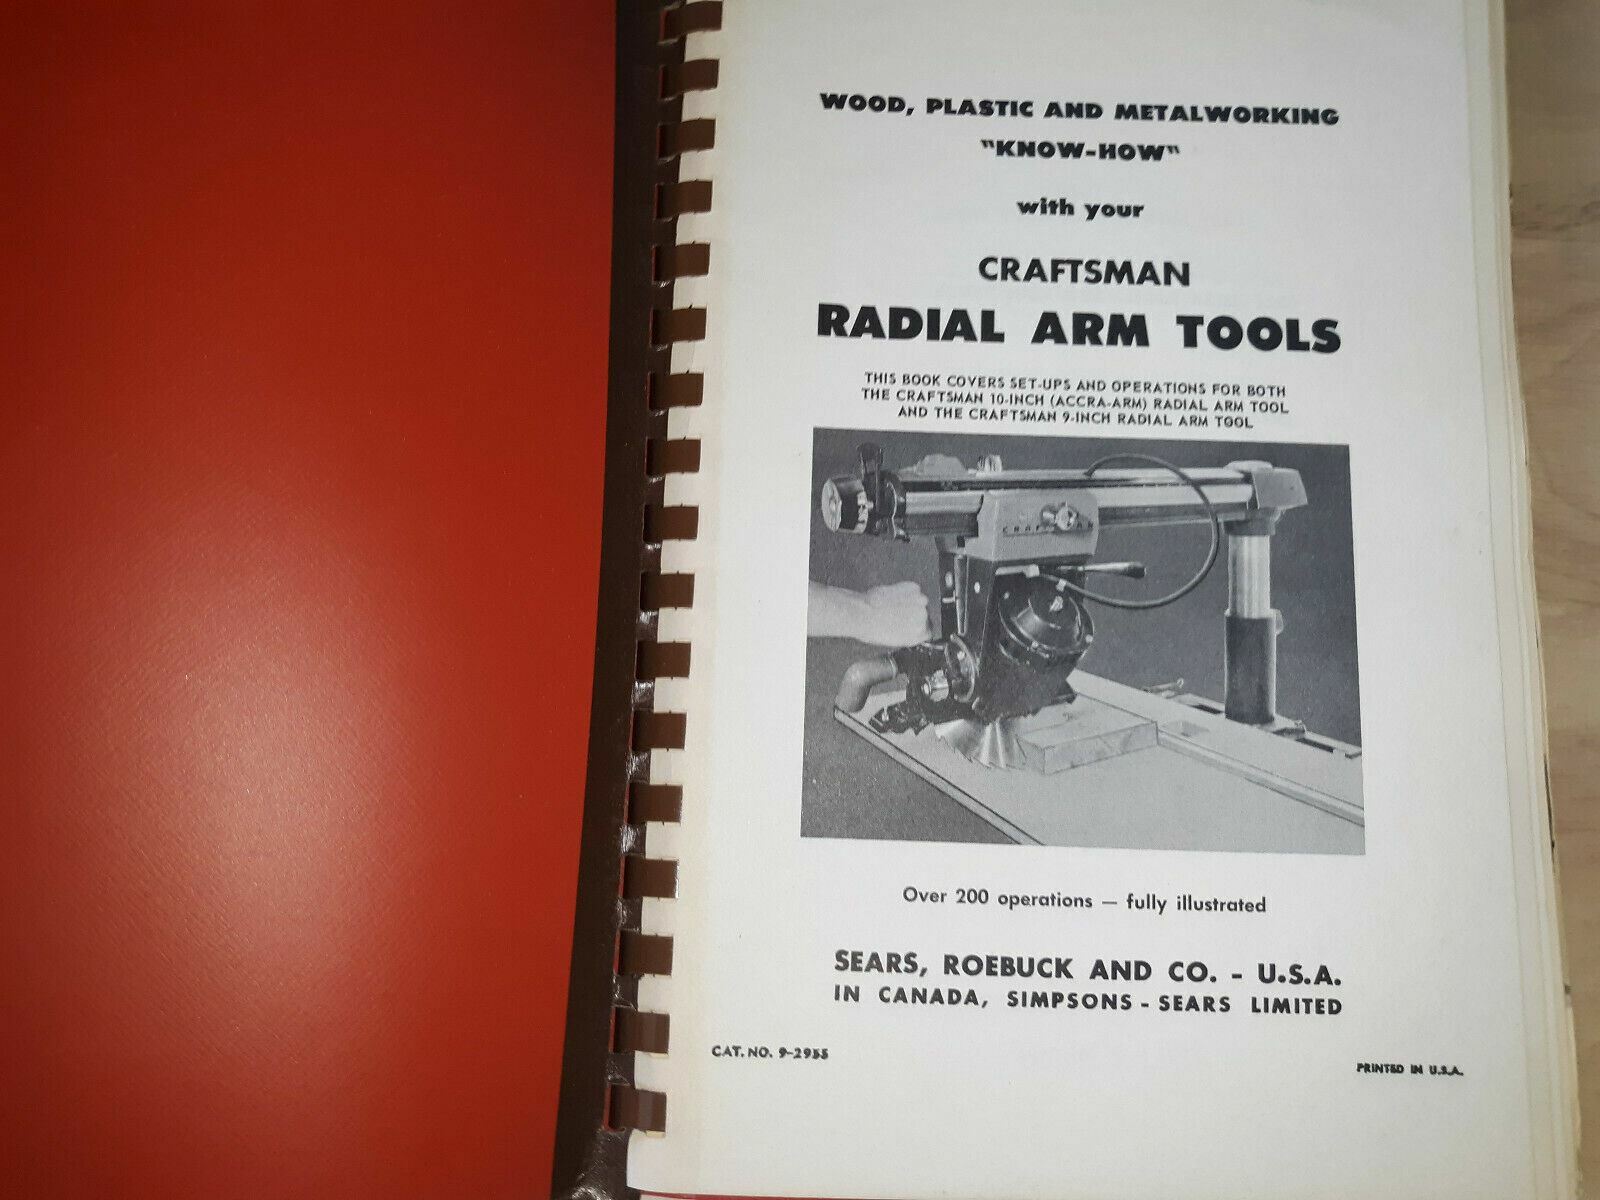 WOOD, PLASTIC AND METALWORKING
"KNOW-HOW"
with your
CRAFTSMAN
RADIAL ARM TOOLS
THIS BOOK COVERS SET-UPS AND OPERATIONS FOR BOTH
THE CRAFTSMAN 10-INCH (ACCRA-ARM) RADIAL ARM TOOL
AND THE CRAFTSMAN 9-INCH RADIAL ARM TOOL
CRAFTSMAN
Over 200 operations — fully illustrated
SEARS, ROEBUCK AND CO. - U.S.A.
IN CANADA, SIMPSONS - SEARS LIMITED
CAT. NO. 9-2955
PRINTED IN U.S.A.